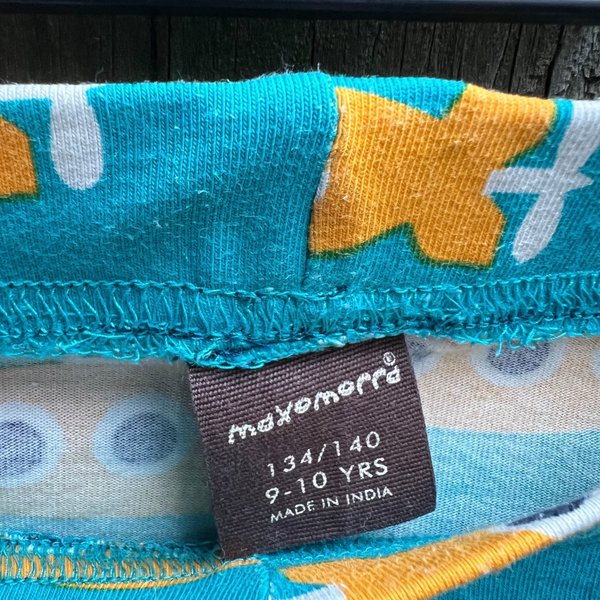 maxomorra®
134/140
9-10 YRS
MADE IN INDIA